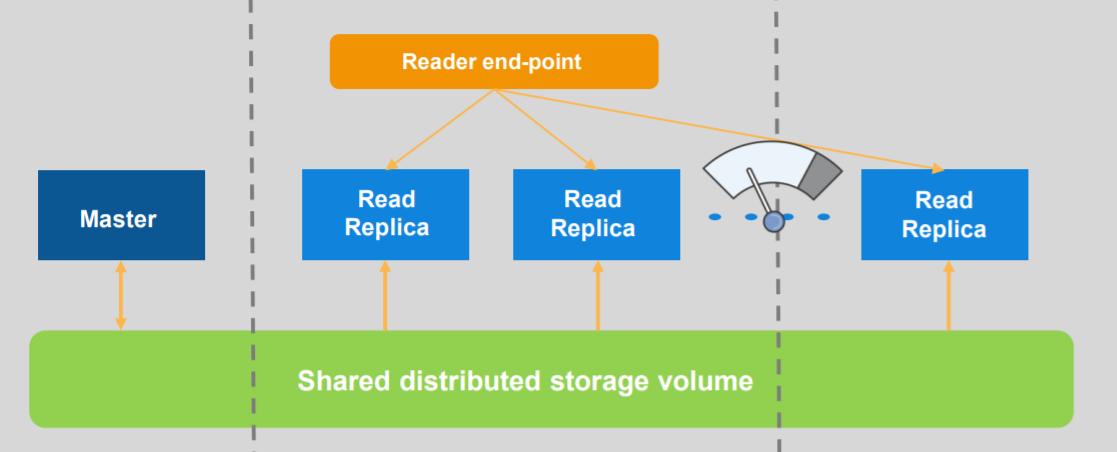 Reader end-point
Master
Read
Replica
Read
Replica
Read
Replica
Shared distributed storage volume